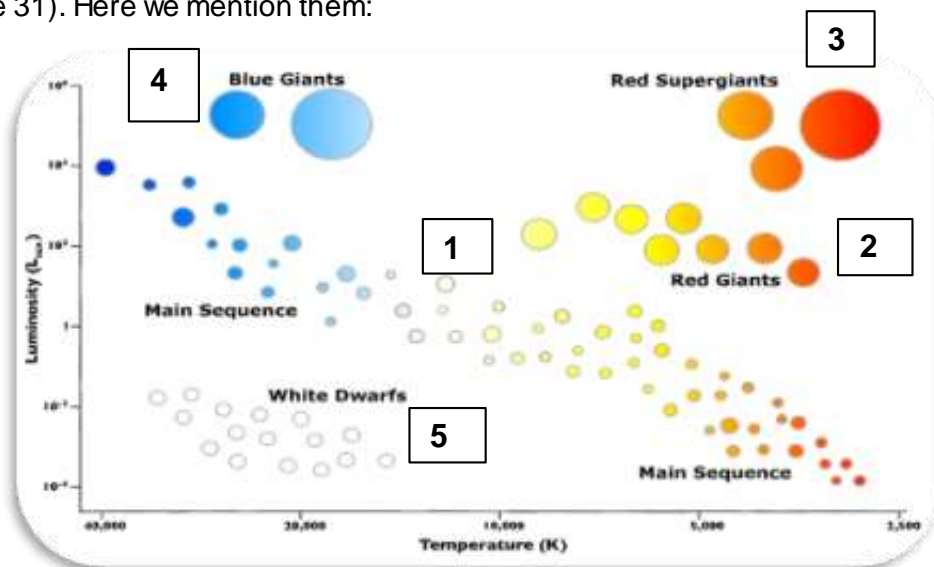 e 31). Here we mention them:
3
4
Blue Giants
Red Supergiants
1
2
Red Giants
Main Sequence
White Dwarfs
5
Main Sequence
Luminosity
1
40,000
20,000
10,000
5,000
2,500
Temperature (K)